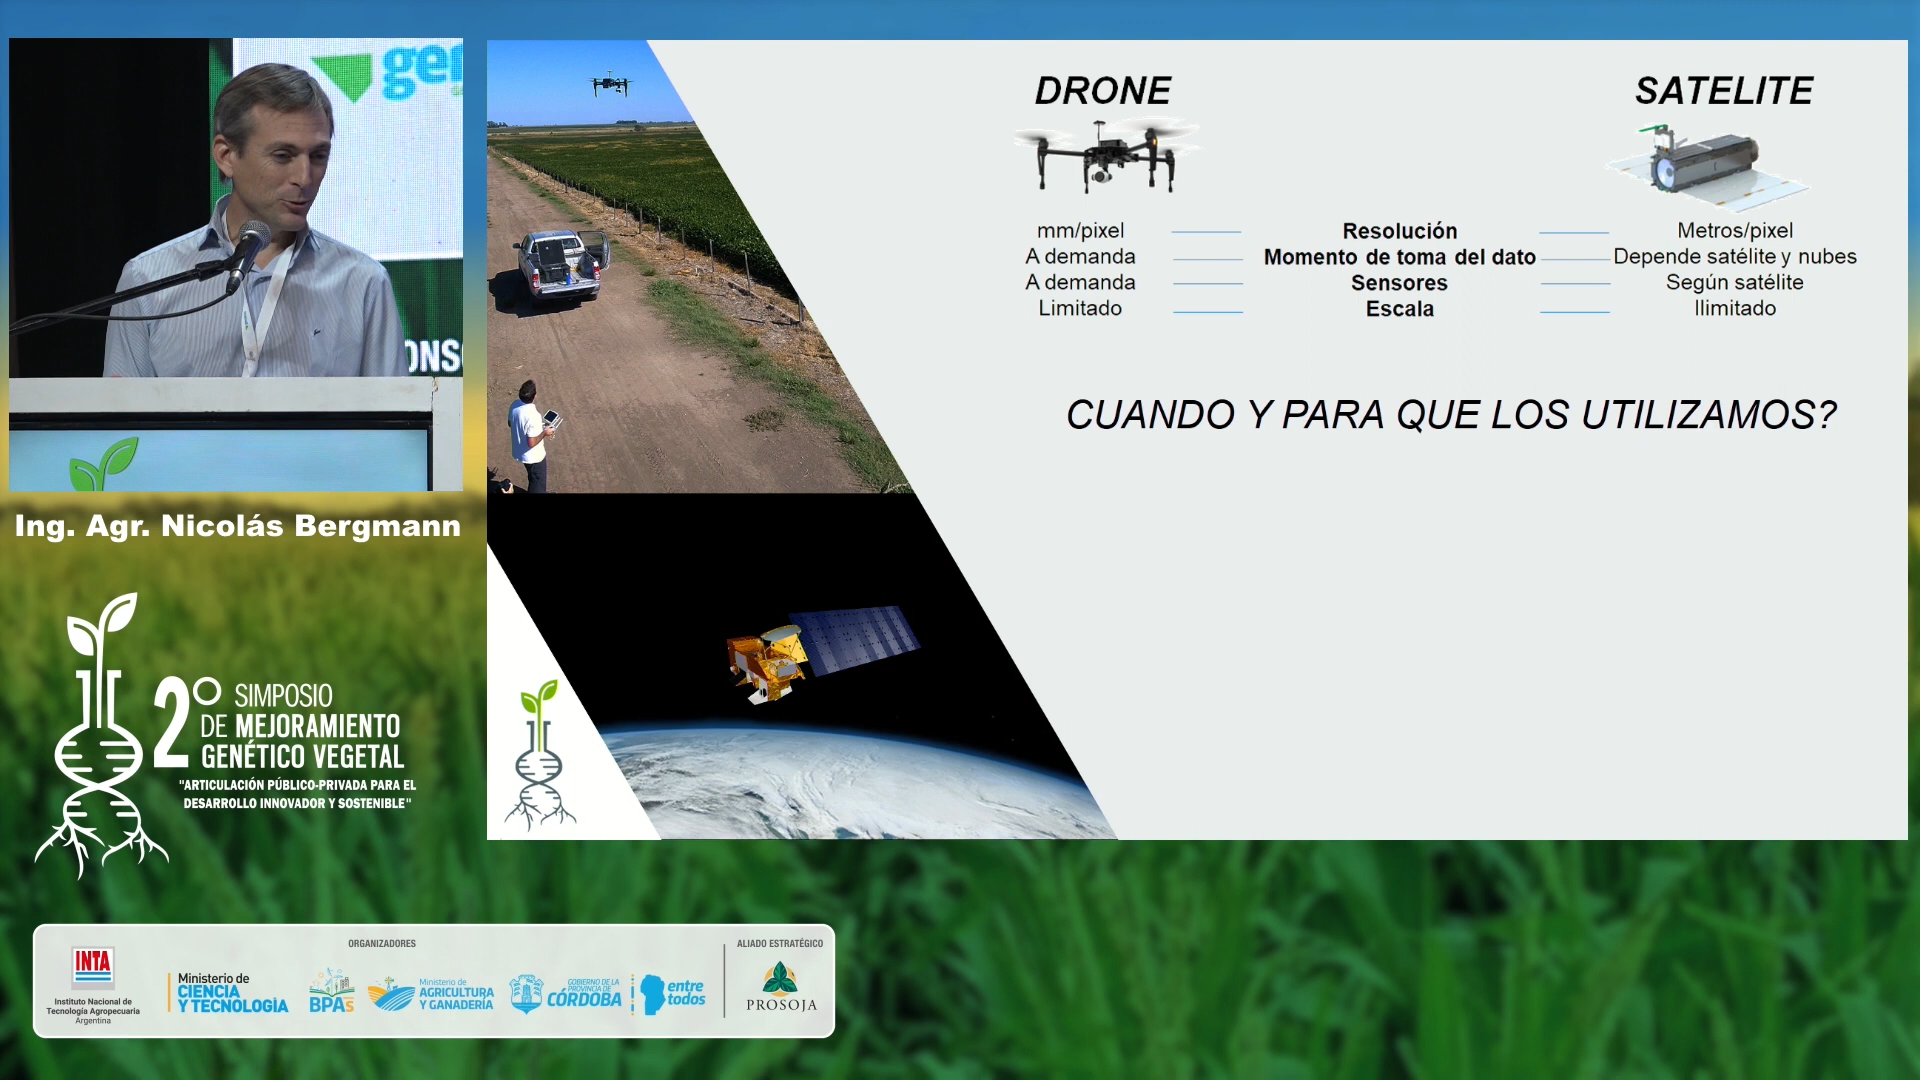 ge
ONS
Ing. Agr. Nicolás Bergmann
2° SIMPOSIO
DE MEJORAMIENTO
GENÉTICO VEGETAL
"ARTICULACIÓN PÚBLICO-PRIVADA PARA EL
DESARROLLO INNOVADOR Y SOSTENIBLE"
DRONE SATELITE
mm/pixel Resolución Metros/pixel
A demanda Momento de toma del dato Depende satélite y nubes
A demanda Sensores Según satélite
Limitado Escala Ilimitado
CUANDO Y PARA QUE LOS UTILIZAMOS?
ORGANIZADORES
ALIADO ESTRATÉGICO
INTA
Instituto Nacional de
Tecnología Agropecuaria
Argentina
Ministerio de
CIENCIA
Y TECNOLOGÍA
BPAs
Ministerio de
AGRICULTURA
Y GANADERÍA
GOBIERNO DE LA
PROVINCIA DE
CÓRDOBA
entre
todos
PROSOJA